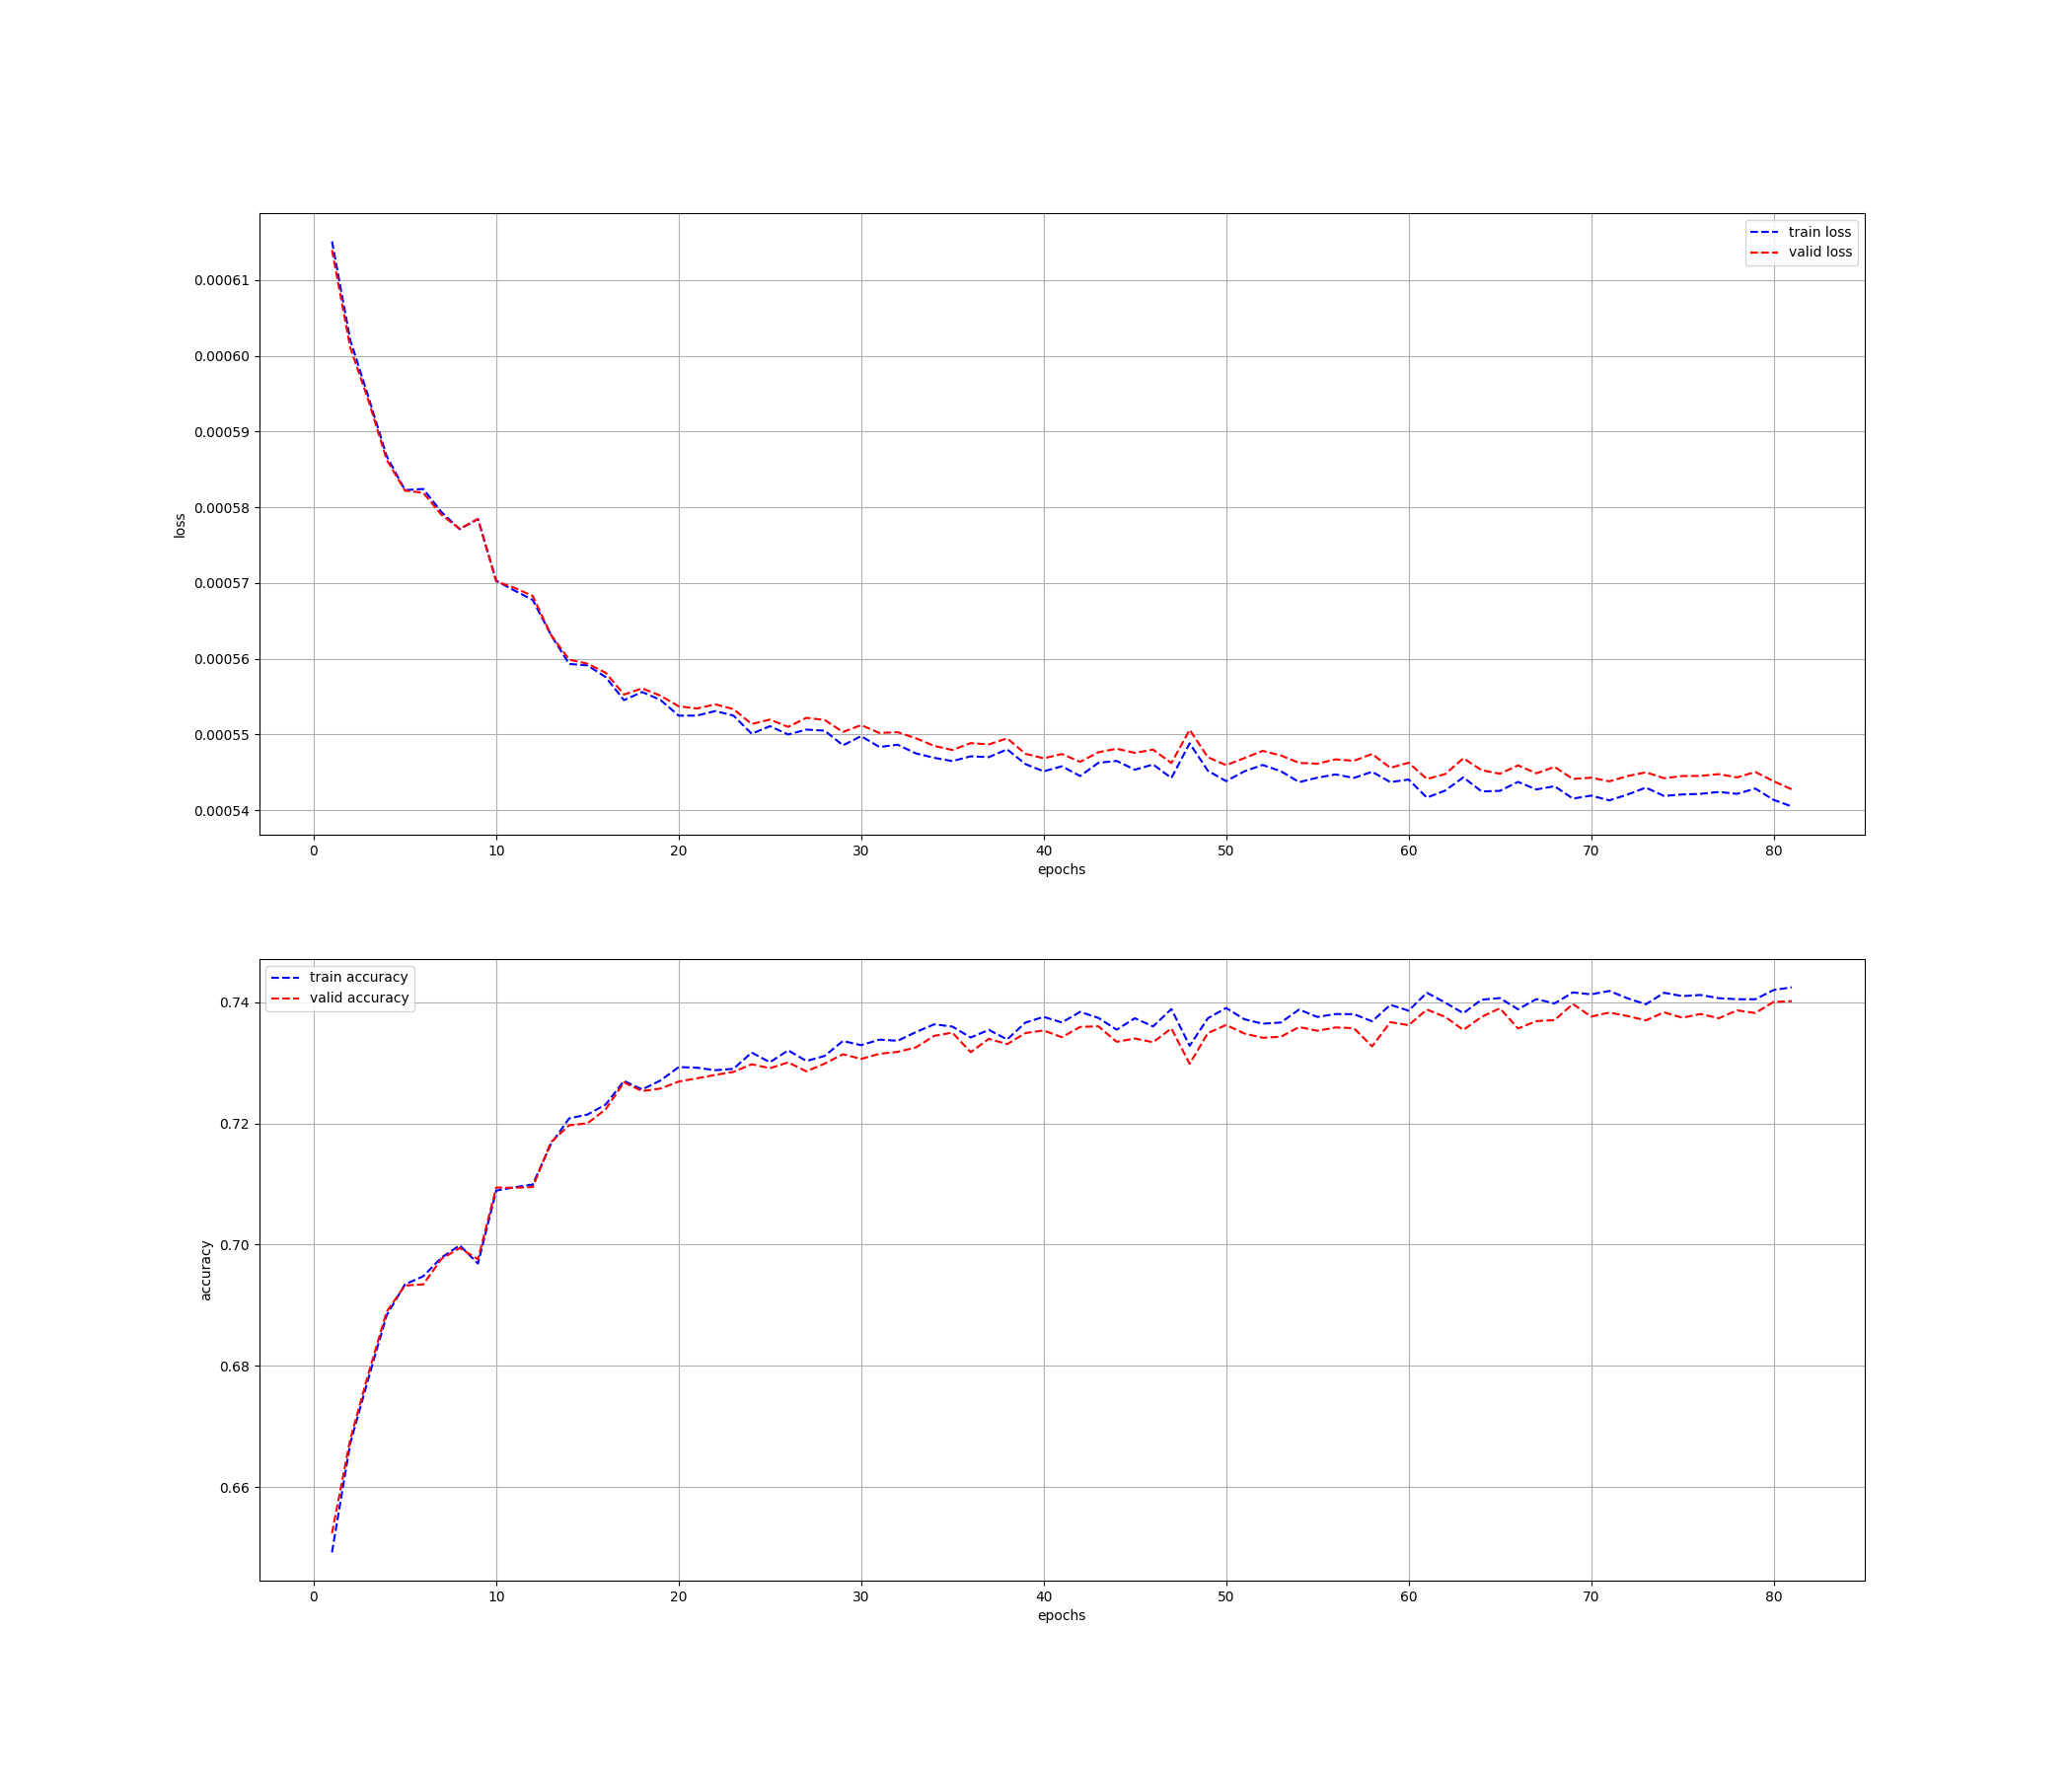 train loss
valid loss
0.00061
0.00060
0.00059
0.00058
0.00057
0.00056
0.00055
0.00054
loss
0 10 20 30 40 50 60 70 80
epochs
train accuracy
valid accuracy
0.74
0.72
0.70
0.68
0.66
accuracy
0 10 20 30 40 50 60 70 80
epochs